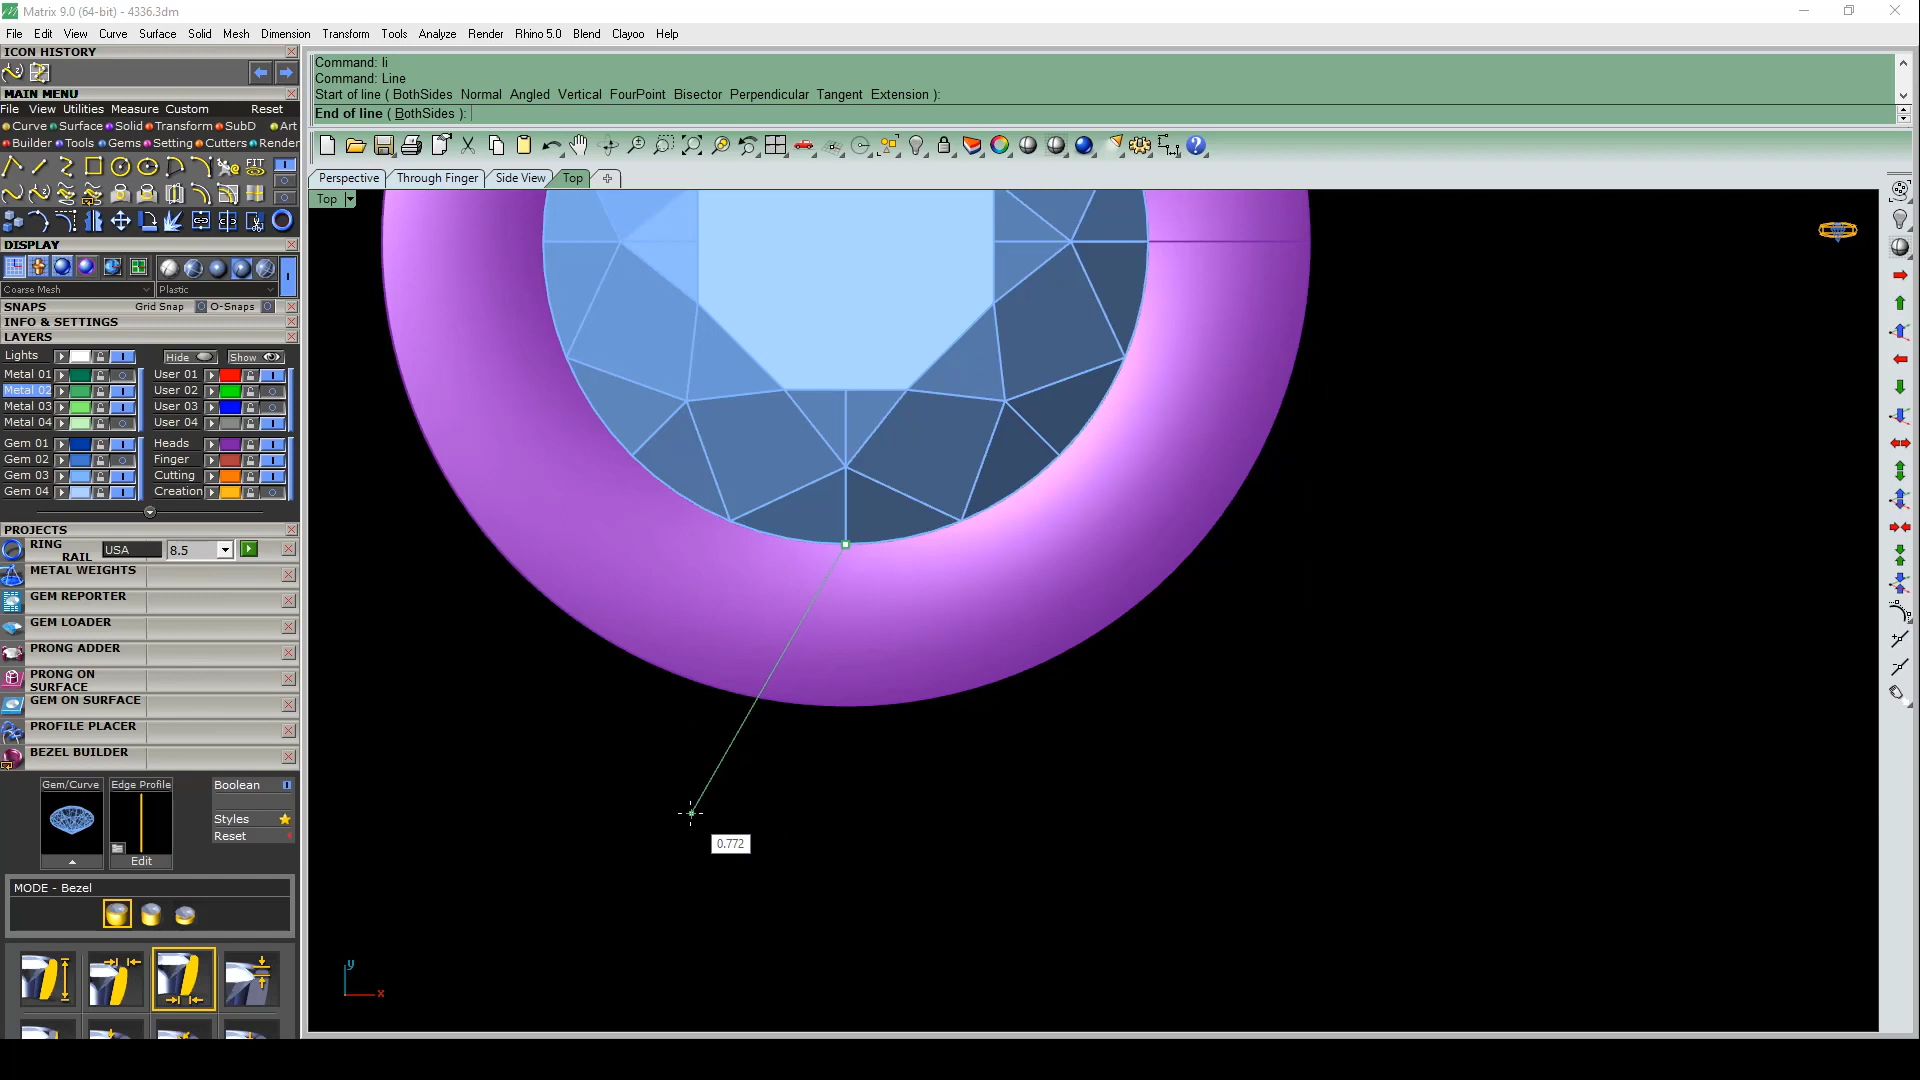 Matrix 9.0 (64-bit) - 4336.3dm
File Edit View Curve Surface Solid Mesh Dimension Transform Tools Analyze Render Rhino 5.0 Blend Clayoo Help
ICON HISTORY
MAIN MENU
File View Utilities Measure Custom Reset
Curve Surface Solid Transform SubD Art
Builder Tools Gems Setting Cutters Render
FIT
DISPLAY
Coarse Mesh Plastic
SNAPS Grid Snap O-Snaps
INFO & SETTINGS
LAYERS
Lights Hide Show
Metal 01 User 01
Metal 02 User 02
Metal 03 User 03
Metal 04 User 04
Gem 01 Heads
Gem 02 Finger
Gem 03 Cutting
Gem 04 Creation
PROJECTS
RING RAIL USA 8.5
METAL WEIGHTS
GEM REPORTER
GEM LOADER
PRONG ADDER
PRONG ON SURFACE
GEM ON SURFACE
PROFILE PLACER
BEZEL BUILDER
Gem/Curve Edge Profile Boolean
Styles
Reset
Edit
MODE - Bezel
Command: li
Command: Line
Start of line ( BothSides Normal Angled Vertical FourPoint Bisector Perpendicular Tangent Extension ):
End of line ( BothSides ):
Perspective Through Finger Side View Top
Top
0.772
y
x